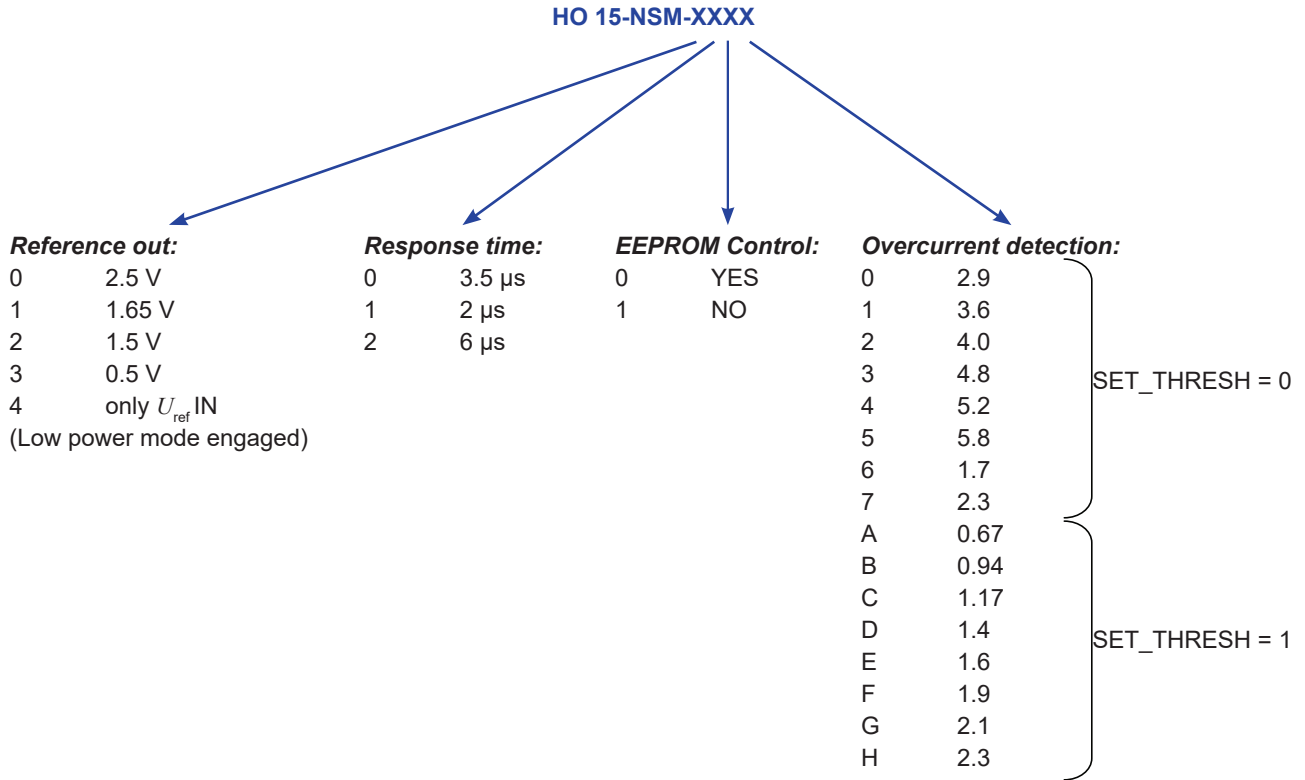 HO 15-NSM-XXXX
Reference out:
0 2.5 V
1 1.65 V
2 1.5 V
3 0.5 V
4 only Uref IN
(Low power mode engaged)
Response time:
0 3.5 µs
1 2 µs
2 6 µs
EEPROM Control:
0 YES
1 NO
Overcurrent detection:
0 2.9
1 3.6
2 4.0
3 4.8
4 5.2
5 5.8
6 1.7
7 2.3
SET_THRESH = 0
A 0.67
B 0.94
C 1.17
D 1.4
E 1.6
F 1.9
G 2.1
H 2.3
SET_THRESH = 1